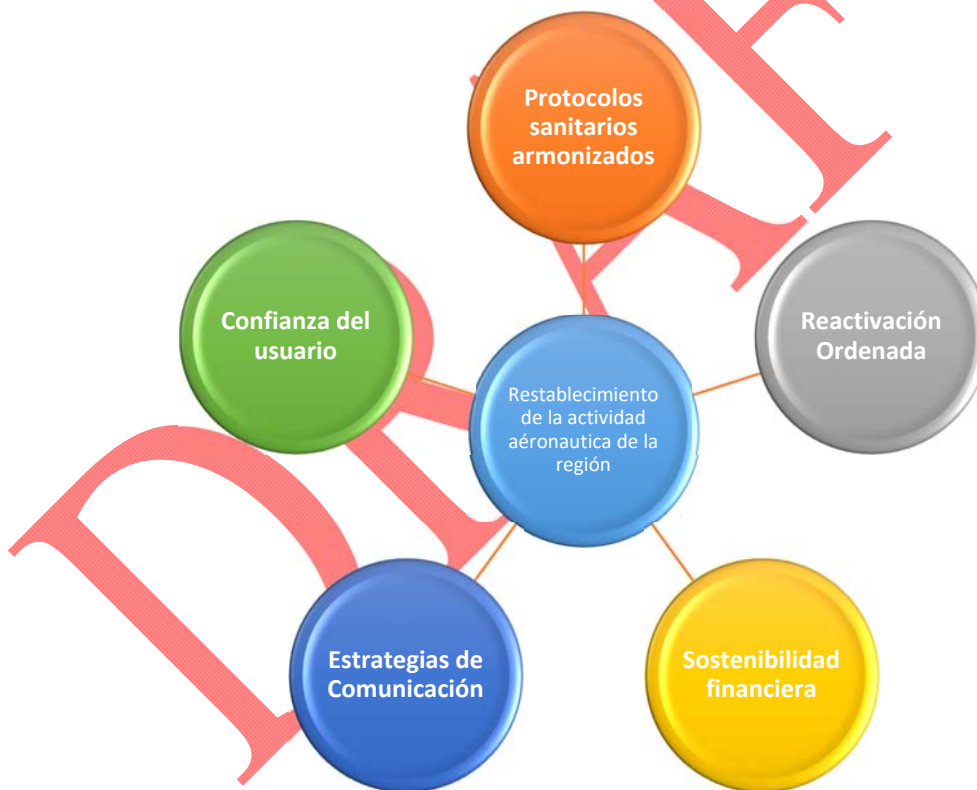 Protocolos
sanitarios
armonizados
Reactivación
Ordenada
Sostenibilidad
financiera
Estrategias de
Comunicación
Confianza del
usuario
Restablecimiento
de la actividad
aéronautica de la
región